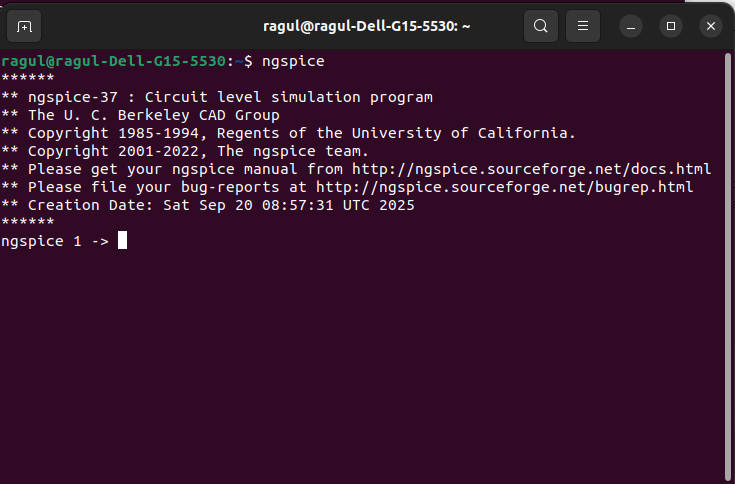 ragul@ragul-Dell-G15-5530: ~
ragul@ragul-Dell-G15-5530:~$ ngspice
******
** ngspice-37 : Circuit level simulation program
** The U. C. Berkeley CAD Group
** Copyright 1985-1994, Regents of the University of California.
** Copyright 2001-2022, The ngspice team.
** Please get your ngspice manual from http://ngspice.sourceforge.net/docs.html
** Please file your bug-reports at http://ngspice.sourceforge.net/bugrep.html
** Creation Date: Sat Sep 20 08:57:31 UTC 2025
******
ngspice 1 ->